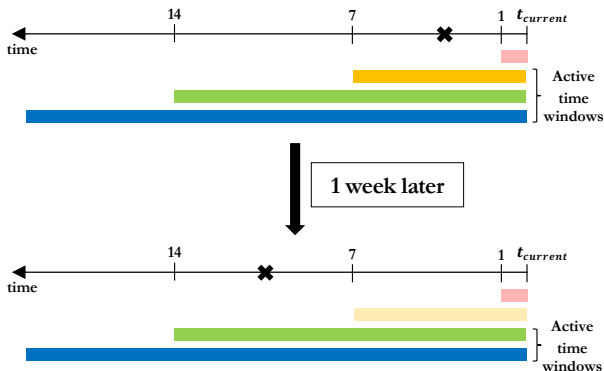 14 7 1 t_current
time
Active
time
windows
1 week later
14 7 1 t_current
time
Active
time
windows